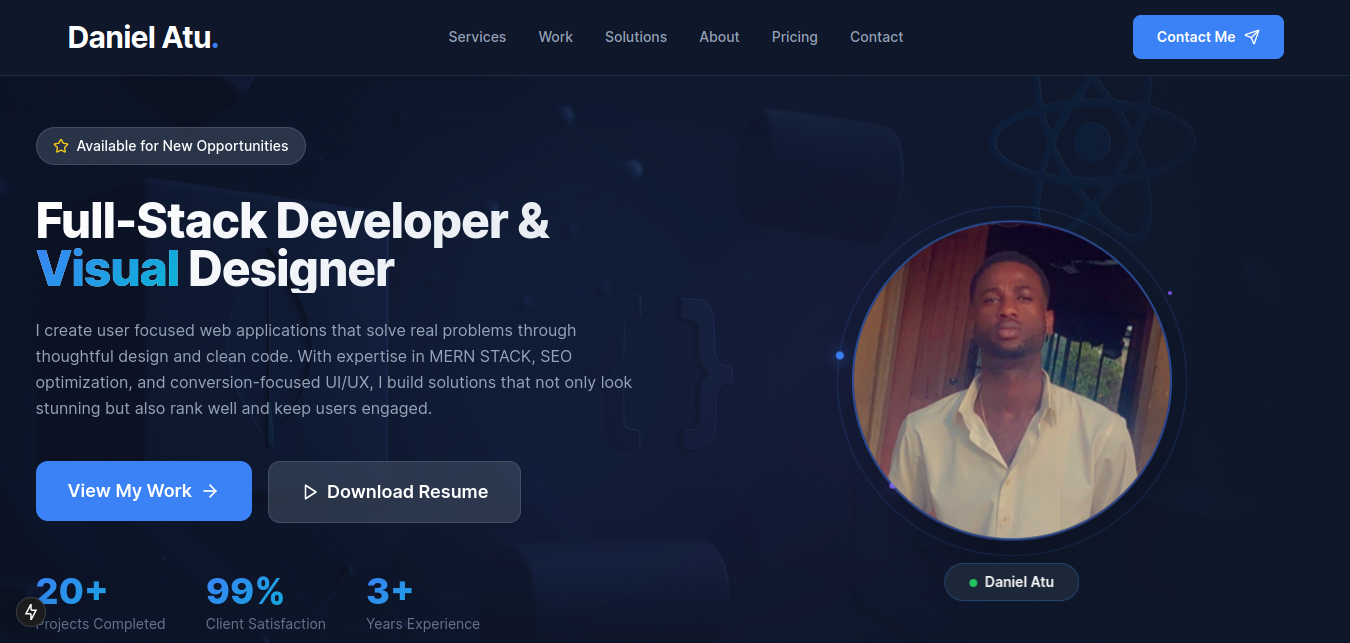 Daniel Atu.
Services
Work
Solutions
About
Pricing
Contact
Contact Me
Available for New Opportunities
Full-Stack Developer &
Visual Designer
I create user focused web applications that solve real problems through
thoughtful design and clean code. With expertise in MERN STACK, SEO
optimization, and conversion-focused UI/UX, I build solutions that not only look
stunning but also rank well and keep users engaged.
View My Work
Download Resume
20+
Projects Completed
99%
Client Satisfaction
3+
Years Experience
Daniel Atu